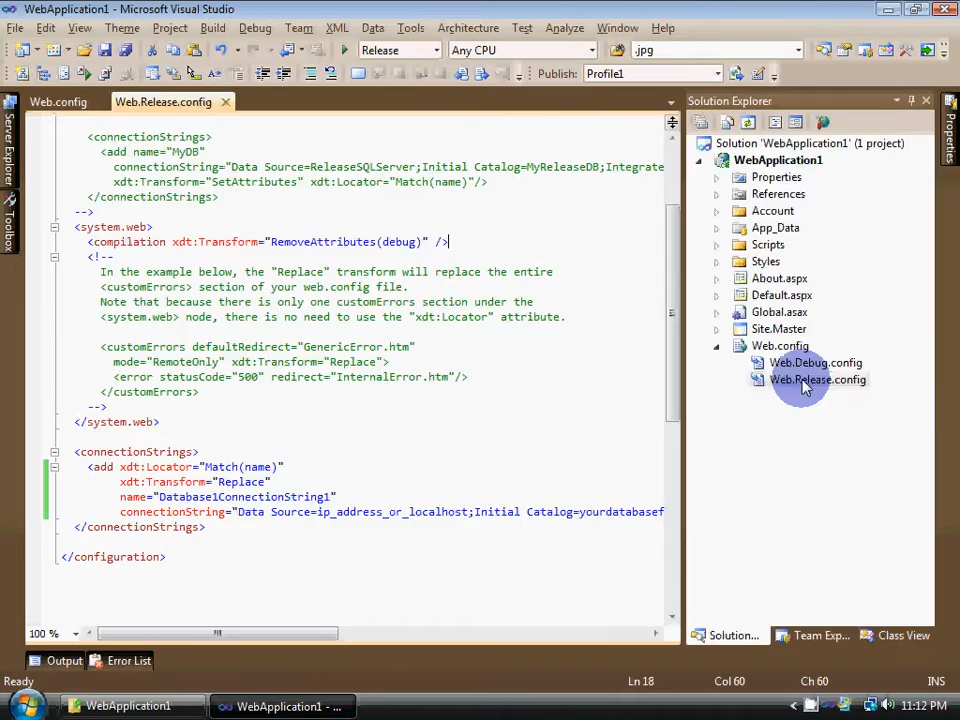 WebApplication1 - Microsoft Visual Studio
File Edit View Theme Project Build Debug Team XML Data Tools Architecture Test Analyze Window Help
Release Any CPU .jpg
Publish: Profile1
Web.config Web.Release.config
Solution Explorer
Server Explorer
Toolbox
Properties
<connectionStrings>
<add name="MyDB"
connectionString="Data Source=ReleaseSQLServer;Initial Catalog=MyReleaseDB;Integrate
xdt:Transform="SetAttributes" xdt:Locator="Match(name)"/>
</connectionStrings>
-->
<system.web>
<compilation xdt:Transform="RemoveAttributes(debug)" />
<!--
In the example below, the "Replace" transform will replace the entire
<customErrors> section of your web.config file.
Note that because there is only one customErrors section under the
<system.web> node, there is no need to use the "xdt:Locator" attribute.
<customErrors defaultRedirect="GenericError.htm"
mode="RemoteOnly" xdt:Transform="Replace">
<error statusCode="500" redirect="InternalError.htm"/>
</customErrors>
-->
</system.web>
<connectionStrings>
<add xdt:Locator="Match(name)"
xdt:Transform="Replace"
name="Database1ConnectionString1"
connectionString="Data Source=ip_address_or_localhost;Initial Catalog=yourdatabasef
</connectionStrings>
</configuration>
100 %
Solution 'WebApplication1' (1 project)
WebApplication1
Properties
References
Account
App_Data
Scripts
Styles
About.aspx
Default.aspx
Global.asax
Site.Master
Web.config
Web.Debug.config
Web.Release.config
Solution... Team Exp... Class View
Output Error List
Ready Ln 18 Col 60 Ch 60 INS
WebApplication1 WebApplication1 - ... 11:12 PM